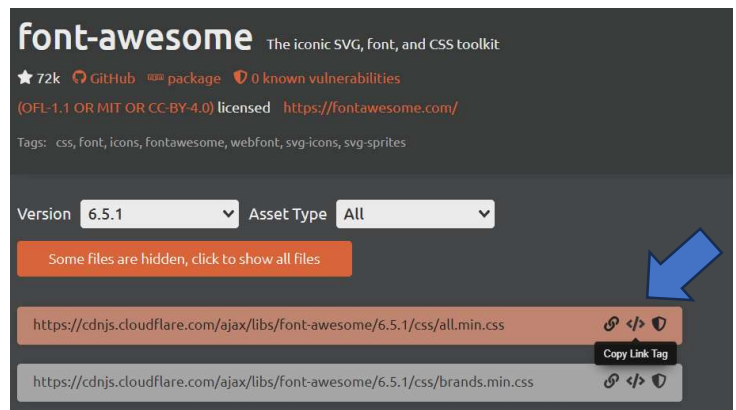 font-awesome The iconic SVG, font, and CSS toolkit
72k GitHub package 0 known vulnerabilities
(OFL-1.1 OR MIT OR CC-BY-4.0) licensed https://fontawesome.com/
Tags: css, font, icons, fontawesome, webfont, svg-icons, svg-sprites
Version 6.5.1 Asset Type All
Some files are hidden, click to show all files
https://cdnjs.cloudflare.com/ajax/libs/font-awesome/6.5.1/css/all.min.css </>
Copy Link Tag
https://cdnjs.cloudflare.com/ajax/libs/font-awesome/6.5.1/css/brands.min.css </>